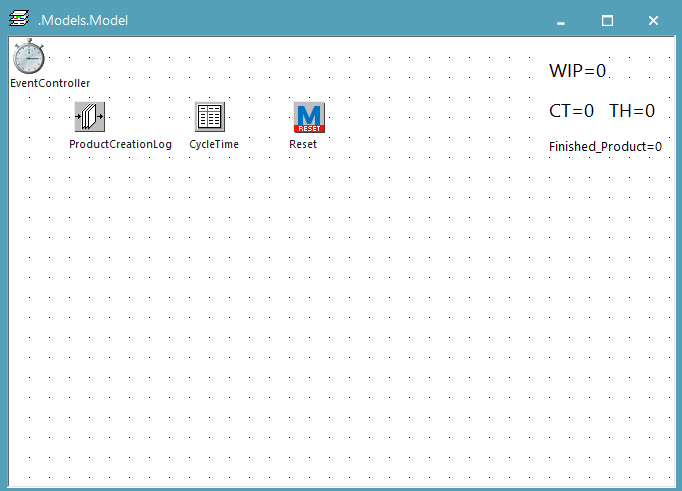 .Models.Model
EventController
WIP=0
CT=0 TH=0
M
RESET
ProductCreationLog CycleTime Reset
Finished_Product=0